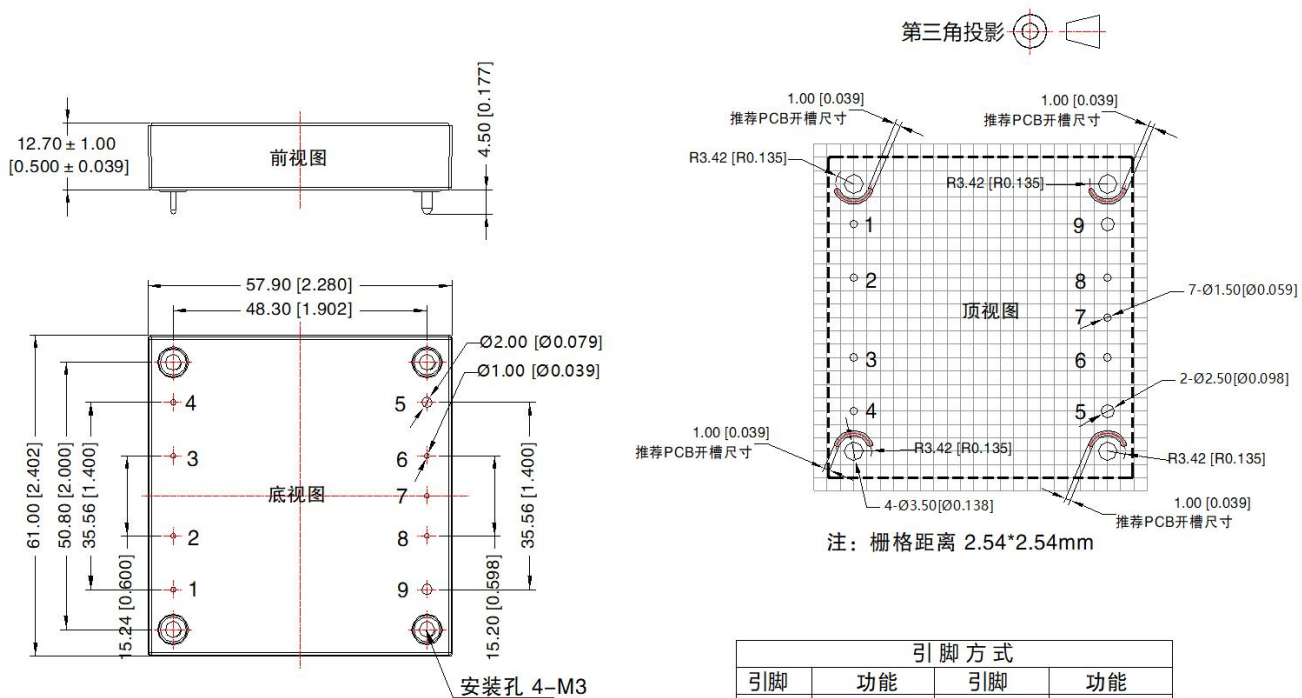 第三角投影
12.70 ± 1.00
[0.500 ± 0.039]
前视图
4.50 [0.177]
57.90 [2.280]
48.30 [1.902]
Ø2.00 [Ø0.079]
Ø1.00 [Ø0.039]
61.00 [2.402]
50.80 [2.000]
35.56 [1.400]
15.24 [0.600]
4
3
2
1
底视图
5
6
7
8
9
35.56 [1.400]
15.20 [0.598]
安装孔 4-M3
1.00 [0.039]
推荐PCB开槽尺寸
1.00 [0.039]
推荐PCB开槽尺寸
R3.42 [R0.135]
R3.42 [R0.135]
1
2
3
4
顶视图
9
8
7
6
5
7-Ø1.50[Ø0.059]
2-Ø2.50[Ø0.098]
1.00 [0.039]
推荐PCB开槽尺寸
R3.42 [R0.135]
R3.42 [R0.135]
4-Ø3.50[Ø0.138]
1.00 [0.039]
推荐PCB开槽尺寸
注：栅格距离 2.54*2.54mm
引脚方式
引脚 功能 引脚 功能